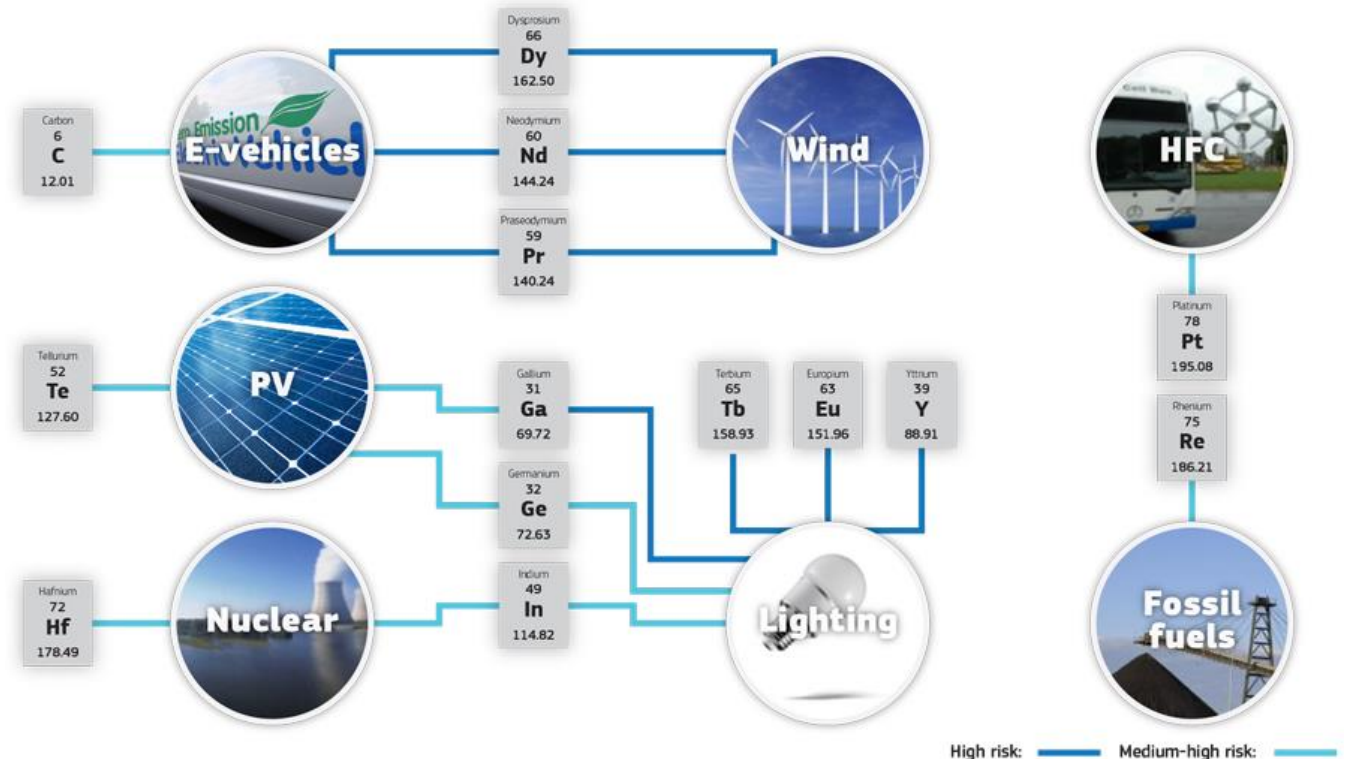 Dysprosium
66
Dy
162.50
Carbon
6
C
12.01
Emission
E-vehicles
Neodymium
60
Nd
144.24
Wind
HFC
Praseodymium
59
Pr
140.24
Platinum
78
Pt
195.08
Tellurium
52
Te
127.60
PV
Gallium
31
Ga
69.72
Terbium
65
Tb
158.93
Europium
63
Eu
151.96
Yttrium
39
Y
88.91
Rhenium
75
Re
186.21
Germanium
32
Ge
72.63
Hafnium
72
Hf
178.49
Nuclear
Indium
49
In
114.82
Lighting
Fossil
fuels
High risk:
Medium-high risk: